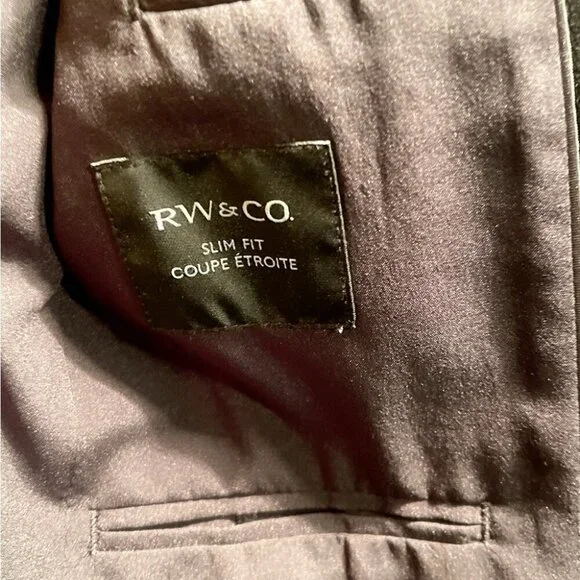 RW&CO.
SLIM FIT
COUPE ÉTROITE